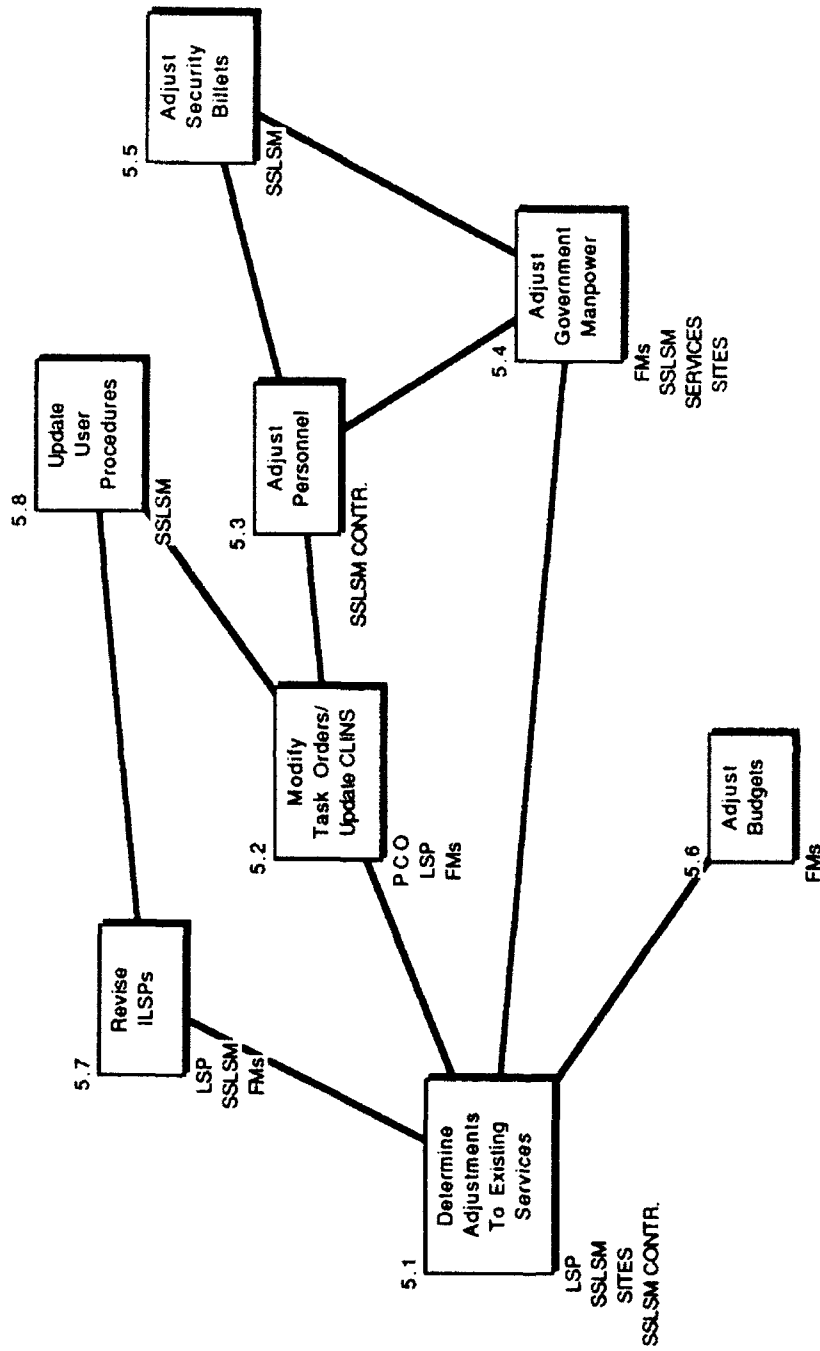 5.1
Determine
Adjustments
To Existing
Services
LSP
SSLSM
SITES
SSLSM CONTR.
5.7
Revise
ILSPs
LSP
SSLSM
FMs
5.2
Modify
Task Orders/
Update CLINS
PCO
LSP
FMs
5.6
Adjust
Budgets
FMs
5.8
Update
User
Procedures
SSLSM
5.3
Adjust
Personnel
SSLSM CONTR.
5.4
Adjust
Government
Manpower
FMs
SSLSM
SERVICES
SITES
5.5
Adjust
Security
Billets
SSLSM